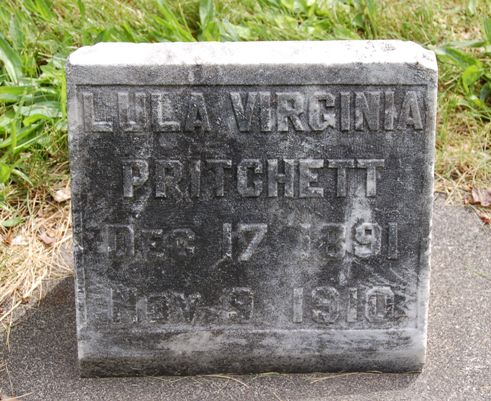 LULA VIRGINIA
PRITCHETT
DEC 17 1891
NOV. 9 1910